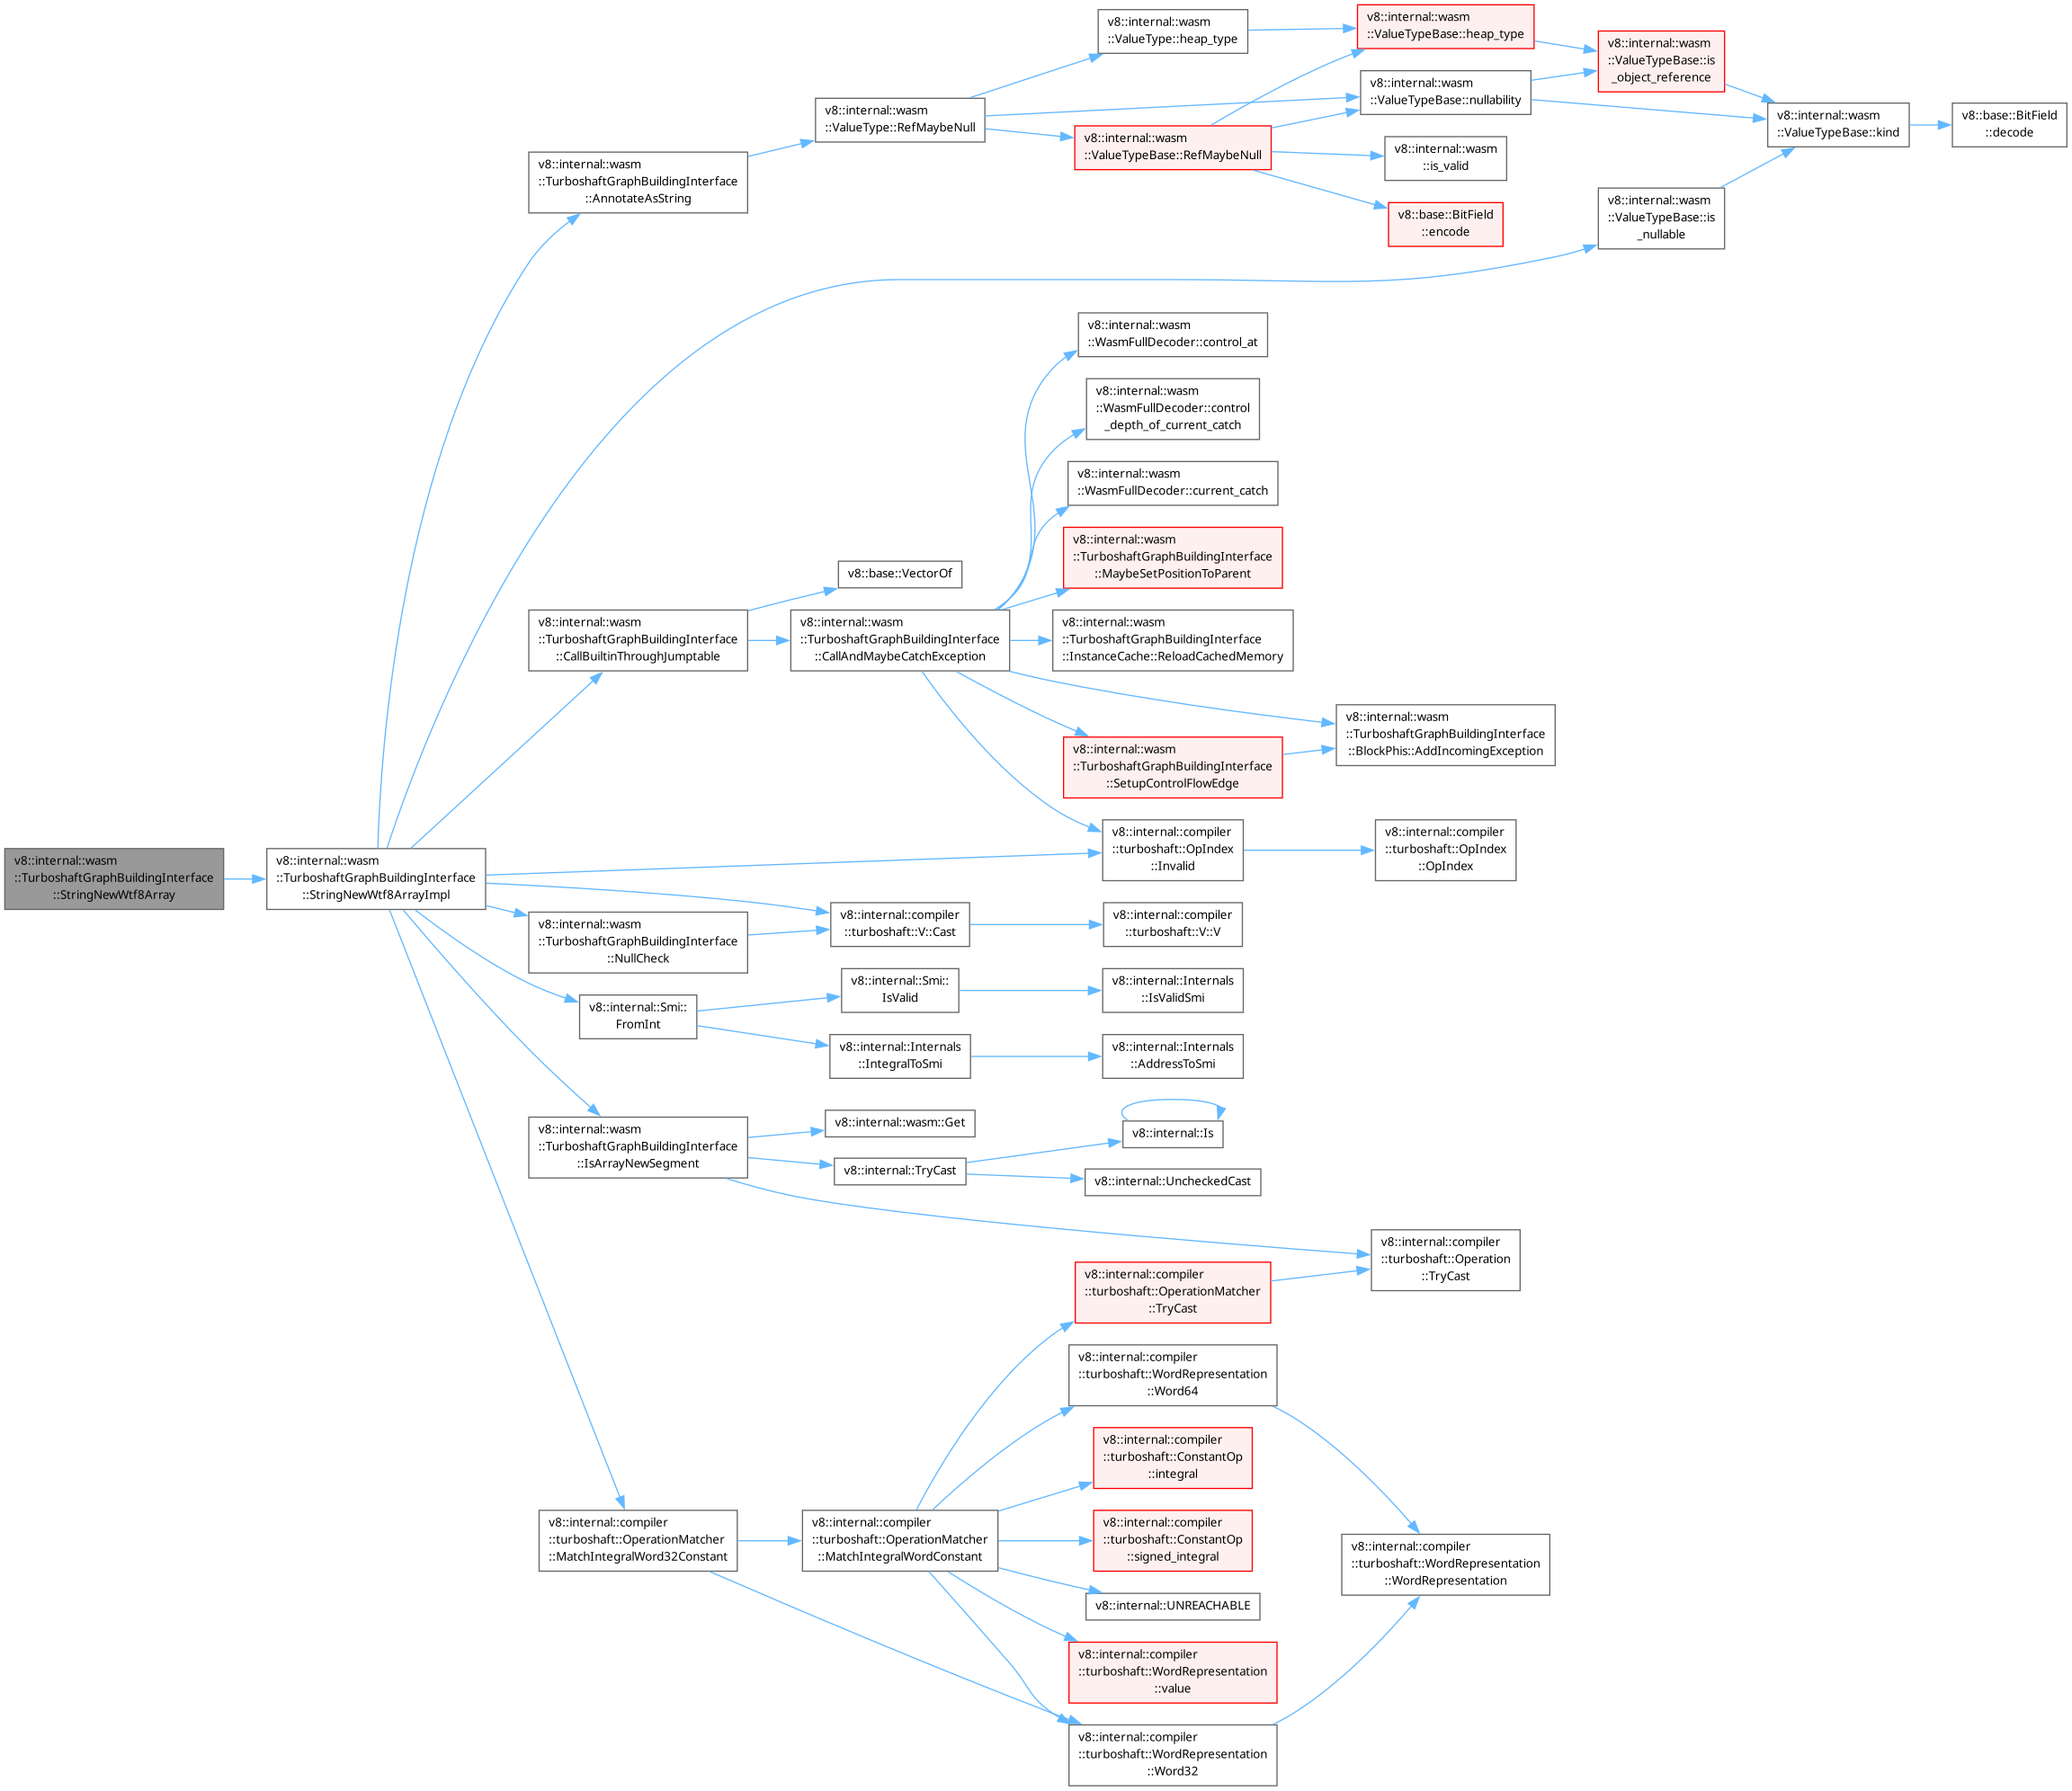 v8::internal::wasm
::TurboshaftGraphBuildingInterface
::StringNewWtf8Array
v8::internal::wasm
::TurboshaftGraphBuildingInterface
::StringNewWtf8ArrayImpl
v8::internal::wasm
::TurboshaftGraphBuildingInterface
::AnnotateAsString
v8::internal::wasm
::ValueType::RefMaybeNull
v8::internal::wasm
::ValueType::heap_type
v8::internal::wasm
::ValueTypeBase::heap_type
v8::internal::wasm
::ValueTypeBase::is
_object_reference
v8::internal::wasm
::ValueTypeBase::kind
v8::base::BitField
::decode
v8::internal::wasm
::ValueTypeBase::nullability
v8::internal::wasm
::ValueTypeBase::RefMaybeNull
v8::internal::wasm
::is_valid
v8::base::BitField
::encode
v8::internal::wasm
::ValueTypeBase::is
_nullable
v8::internal::wasm
::TurboshaftGraphBuildingInterface
::CallBuiltinThroughJumptable
v8::base::VectorOf
v8::internal::wasm
::TurboshaftGraphBuildingInterface
::CallAndMaybeCatchException
v8::internal::wasm
::WasmFullDecoder::control_at
v8::internal::wasm
::WasmFullDecoder::control
_depth_of_current_catch
v8::internal::wasm
::WasmFullDecoder::current_catch
v8::internal::wasm
::TurboshaftGraphBuildingInterface
::MaybeSetPositionToParent
v8::internal::wasm
::TurboshaftGraphBuildingInterface
::InstanceCache::ReloadCachedMemory
v8::internal::wasm
::TurboshaftGraphBuildingInterface
::BlockPhis::AddIncomingException
v8::internal::wasm
::TurboshaftGraphBuildingInterface
::SetupControlFlowEdge
v8::internal::compiler
::turboshaft::OpIndex
::Invalid
v8::internal::compiler
::turboshaft::OpIndex
::OpIndex
v8::internal::wasm
::TurboshaftGraphBuildingInterface
::NullCheck
v8::internal::compiler
::turboshaft::V::Cast
v8::internal::compiler
::turboshaft::V::V
v8::internal::Smi::
FromInt
v8::internal::Smi::
IsValid
v8::internal::Internals
::IsValidSmi
v8::internal::Internals
::IntegralToSmi
v8::internal::Internals
::AddressToSmi
v8::internal::wasm
::TurboshaftGraphBuildingInterface
::IsArrayNewSegment
v8::internal::wasm::Get
v8::internal::TryCast
v8::internal::Is
v8::internal::UncheckedCast
v8::internal::compiler
::turboshaft::Operation
::TryCast
v8::internal::compiler
::turboshaft::OperationMatcher
::TryCast
v8::internal::compiler
::turboshaft::OperationMatcher
::MatchIntegralWord32Constant
v8::internal::compiler
::turboshaft::OperationMatcher
::MatchIntegralWordConstant
v8::internal::compiler
::turboshaft::WordRepresentation
::Word64
v8::internal::compiler
::turboshaft::ConstantOp
::integral
v8::internal::compiler
::turboshaft::ConstantOp
::signed_integral
v8::internal::UNREACHABLE
v8::internal::compiler
::turboshaft::WordRepresentation
::value
v8::internal::compiler
::turboshaft::WordRepresentation
::Word32
v8::internal::compiler
::turboshaft::WordRepresentation
::WordRepresentation